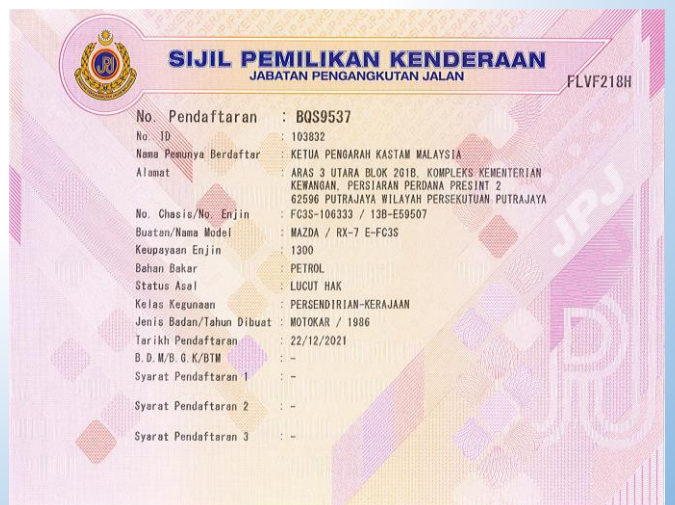 SIJIL PEMILIKAN KENDERAAN
JABATAN PENGANGKUTAN JALAN
FLVF218H
No. Pendaftaran : BQS9537
No. ID : 103832
Nama Pemunya Berdaftar : KETUA PENGARAH KASTAM MALAYSIA
Alamat : ARAS 3 UTARA BLOK 2G1B, KOMPLEKS KEMENTERIAN
KEWANGAN, PERSIARAN PERDANA PRESINT 2
62596 PUTRAJAYA WILAYAH PERSEKUTUAN PUTRAJAYA
No. Chasis/No. Enjin : FC3S-106333 / 13B-E59507
Buatan/Nama Model : MAZDA / RX-7 E-FC3S
Keupayaan Enjin : 1300
Bahan Bakar : PETROL
Status Asal : LUCUT HAK
Kelas Kegunaan : PERSENDIRIAN-KERAJAAN
Jenis Badan/Tahun Dibuat : MOTOKAR / 1986
Tarikh Pendaftaran : 22/12/2021
B.D.M/B.G.K/BTM : -
Syarat Pendaftaran 1 : -
Syarat Pendaftaran 2 : -
Syarat Pendaftaran 3 : -
JPJ